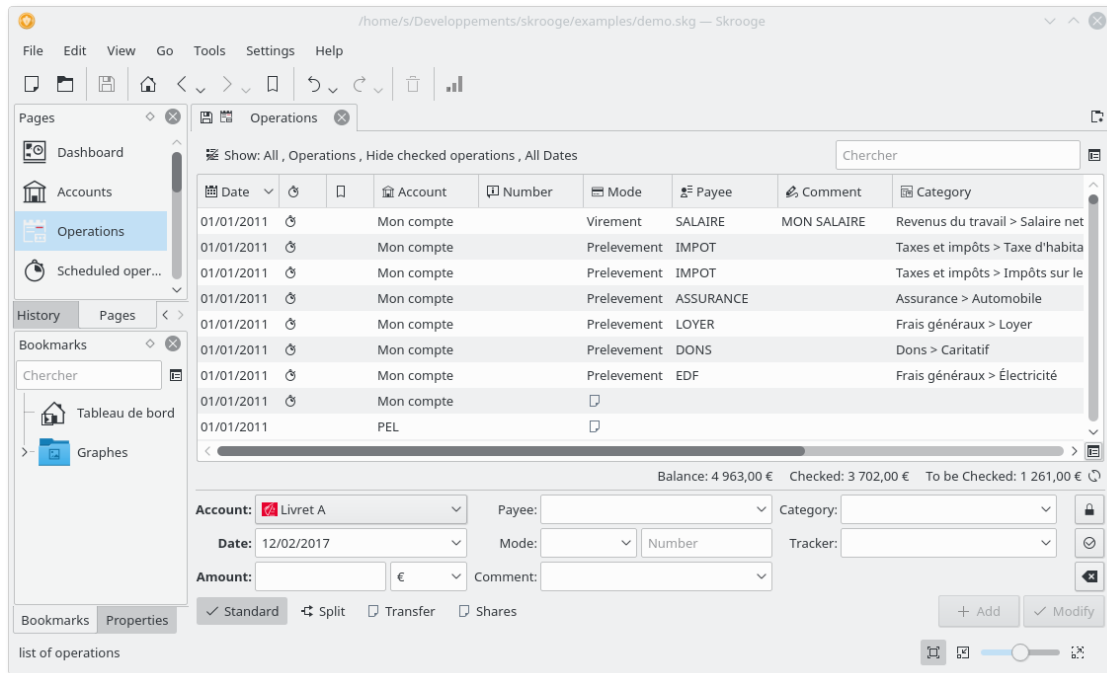 /home/s/Developpements/skrooge/examples/demo.skg — Skrooge
File Edit View Go Tools Settings Help
Pages
Dashboard
Accounts
Operations
Scheduled oper...
History Pages
Bookmarks
Chercher
Tableau de bord
Graphes
Bookmarks Properties
Operations
Show: All , Operations , Hide checked operations , All Dates
Chercher
Date Account Number Mode Payee Comment Category
01/01/2011 Mon compte Virement SALAIRE MON SALAIRE Revenus du travail > Salaire net
01/01/2011 Mon compte Prelevement IMPOT Taxes et impôts > Taxe d'habita
01/01/2011 Mon compte Prelevement IMPOT Taxes et impôts > Impôts sur le
01/01/2011 Mon compte Prelevement ASSURANCE Assurance > Automobile
01/01/2011 Mon compte Prelevement LOYER Frais généraux > Loyer
01/01/2011 Mon compte Prelevement DONS Dons > Caritatif
01/01/2011 Mon compte Prelevement EDF Frais généraux > Électricité
01/01/2011 Mon compte
01/01/2011 PEL
Balance: 4 963,00 € Checked: 3 702,00 € To be Checked: 1 261,00 €
Account: Livret A Payee: Category:
Date: 12/02/2017 Mode: Number Tracker:
Amount: € Comment:
Standard Split Transfer Shares Add Modify
list of operations